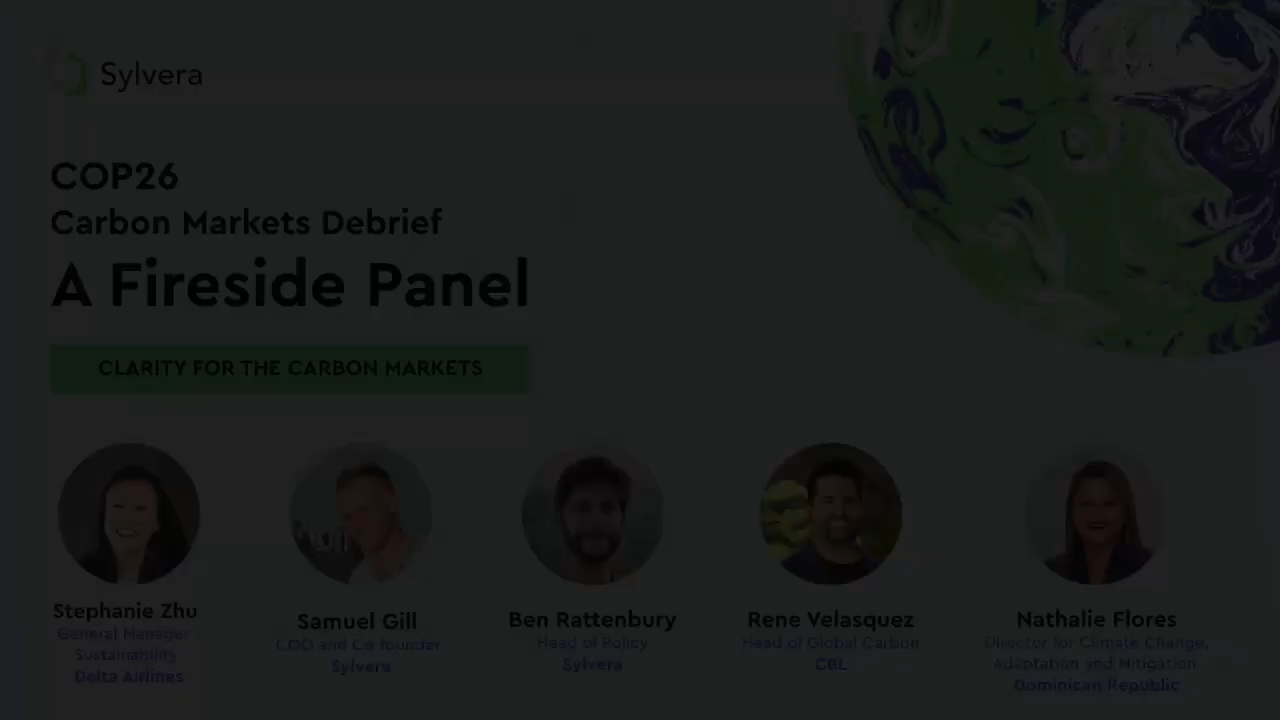 Sylvera
COP26
Carbon Markets Debrief
A Fireside Panel
CLARITY FOR THE CARBON MARKETS
Stephanie Zhu
General Manager
Sustainability
Delta Airlines
Samuel Gill
COO and Co-founder
Sylvera
Ben Rattenbury
Head of Policy
Sylvera
Rene Velasquez
Head of Global Carbon
CBL
Nathalie Flores
Director for Climate Change,
Adaptation and Mitigation
Dominican Republic